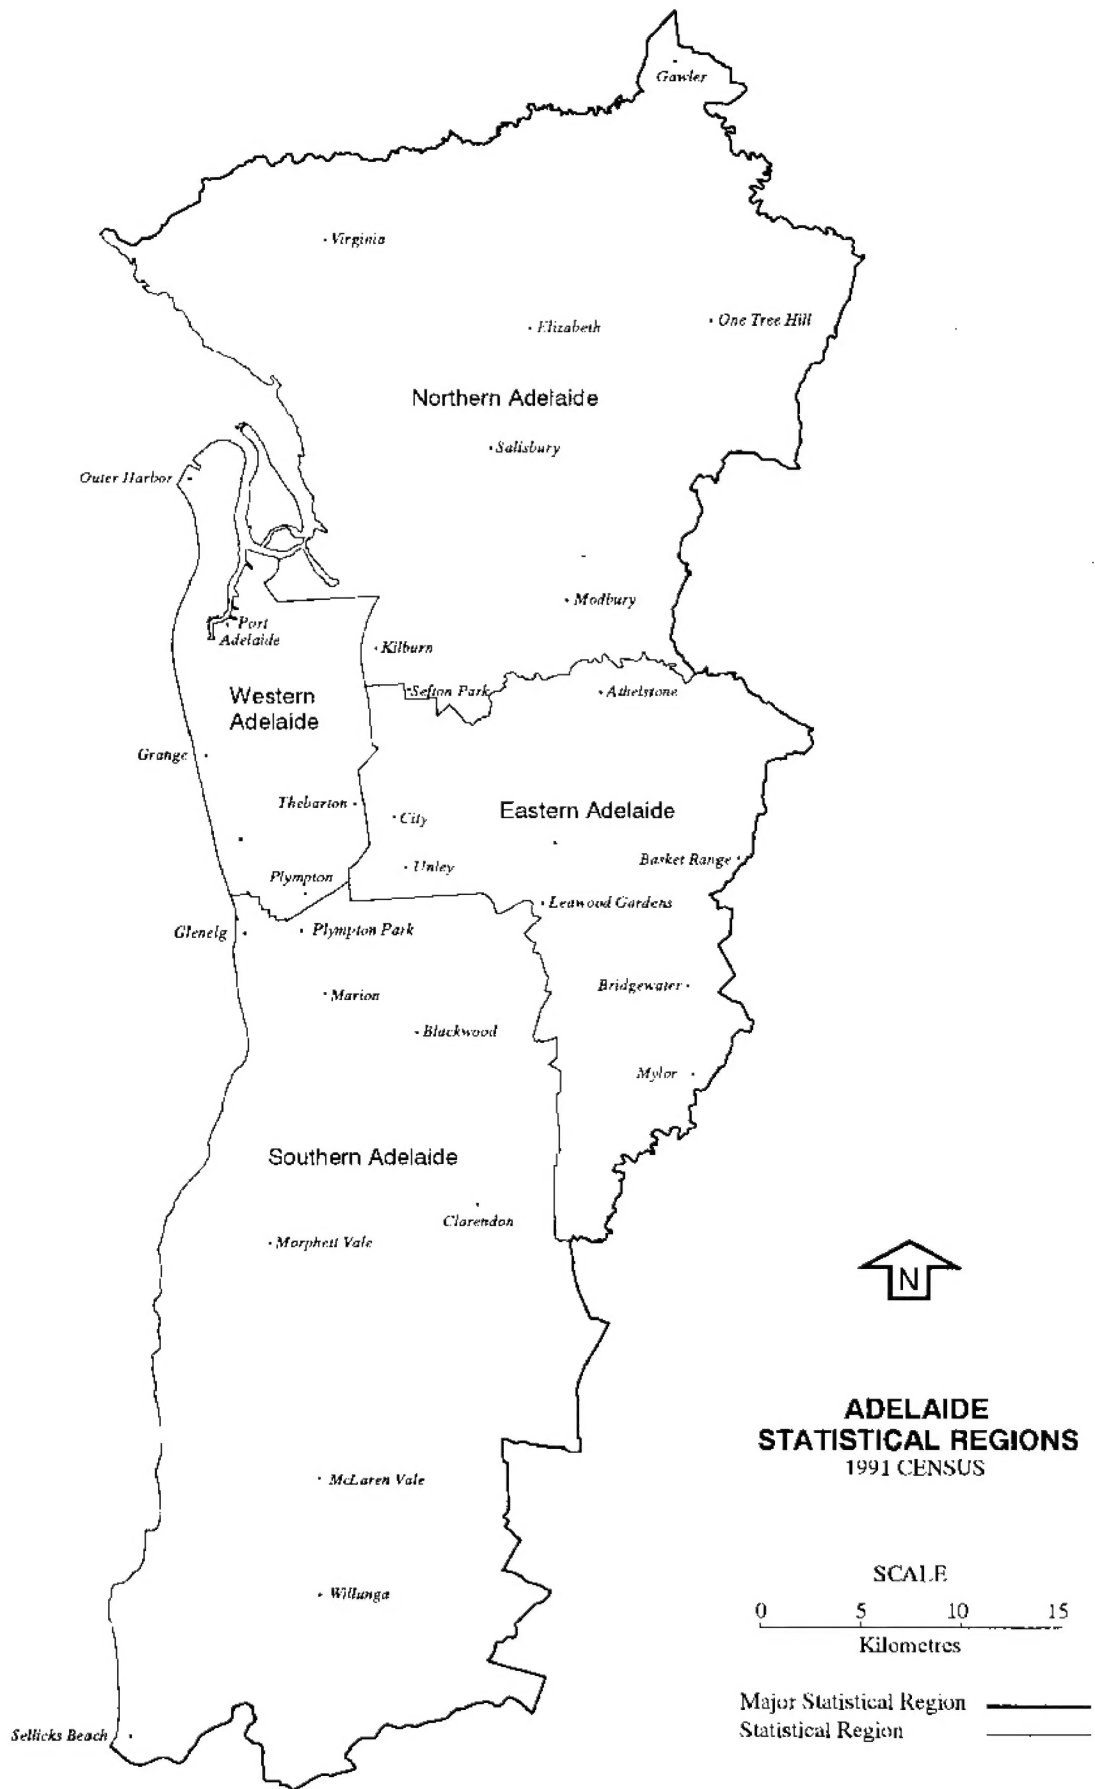 Gawler
Virginia
Elizabeth
One Tree Hill
Northern Adelaide
Salisbury
Outer Harbor
Modbury
Port
Adelaide
Kilburn
Sefton Park
Athelstone
Western
Adelaide
Grange
Thebarton
City
Eastern Adelaide
Basket Range
Unley
Plympton
Leawood Gardens
Glenelg
Plympton Park
Bridgewater
Marion
Blackwood
Mylor
Southern Adelaide
Clarendon
Morphett Vale
N
ADELAIDE
STATISTICAL REGIONS
1991 CENSUS
McLaren Vale
SCALE
Willunga
0 5 10 15
Kilometres
Major Statistical Region
Statistical Region
Sellicks Beach